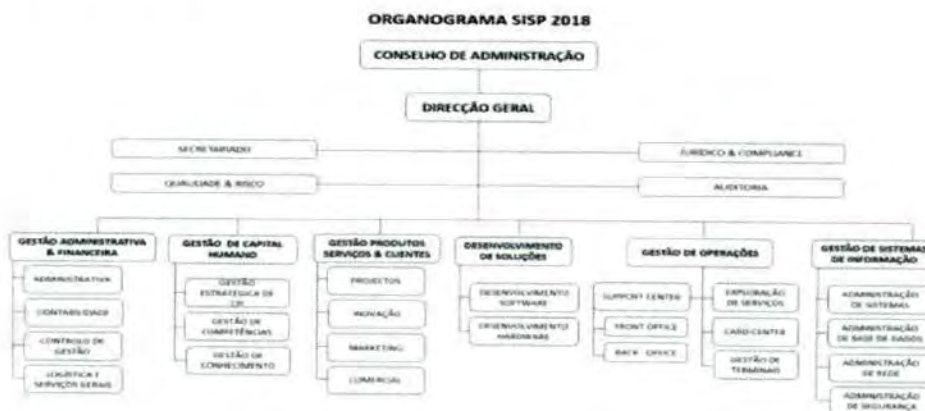 ORGANOGRAMA SISP 2018
CONSELHO DE ADMINISTRAÇÃO
DIRECÇÃO GERAL
SECRETARIADO
JURÍDICO & COMPLIANCE
QUALIDADE & RISCO
AUDITORIA
GESTÃO ADMINISTRATIVA
& FINANCEIRA
ADMINISTRATIVA
CONTABILIDADE
CONTROLO DE
GESTÃO
LOGÍSTICA E
SERVIÇOS GERAIS
GESTÃO DE CAPITAL
HUMANO
GESTÃO
ESTRATÉGICA DE
GESTÃO DE
COMPETÊNCIAS
GESTÃO DE
CONHECIMENTO
GESTÃO PRODUTOS
SERVIÇOS & CLIENTES
PROJECTOS
INOVAÇÃO
MARKETING
COMERCIAL
DESENVOLVIMENTO
DE SOLUÇÕES
DESENVOLVIMENTO
SOFTWARE
DESENVOLVIMENTO
HARDWARE
GESTÃO DE OPERAÇÕES
SUPPORT CENTER
FRONT OFFICE
BACK OFFICE
EXPLORAÇÃO
DE SERVIÇOS
CARD CENTER
GESTÃO DE
TERMINAIS
GESTÃO DE SISTEMAS
DE INFORMAÇÃO
ADMINISTRAÇÃO
DE SISTEMAS
ADMINISTRAÇÃO
DE BASE DE DADOS
ADMINISTRAÇÃO
DE REDE
ADMINISTRAÇÃO
DE SEGURANÇA